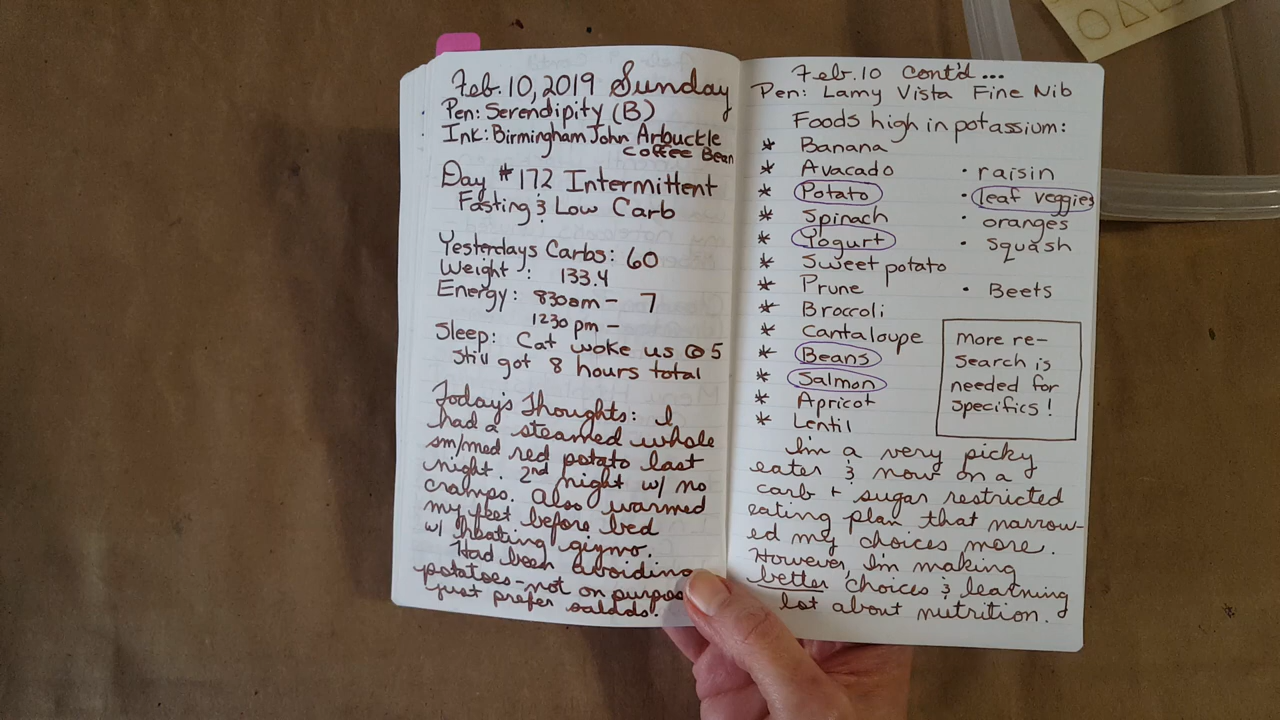 Feb. 10, 2019 Sunday
Pen: Serendipity (B)
Ink: Birmingham John Arbuckle
Coffee Bean
Day #172 Intermittent
Fasting & Low Carb
Yesterdays Carbs: 60
Weight : 133.4
Energy: 830am - 7
1230 pm -
Sleep: Cat woke us @ 5
Still got 8 hours total
Today's Thoughts: I
had a steamed whole
sm/med red potato last
night. 2nd night w/ no
cramps. Also warmed
my feet before bed
w/ heating gizmo.
Had been avoiding
potatoes - not on purpos
just prefer salads.
Feb. 10 cont'd ...
Pen: Lamy Vista Fine Nib
Foods high in potassium:
* Banana
* Avacado
* Potato
* Spinach
* Yogurt
* Sweet potato
* Prune
* Broccoli
* Cantaloupe
* Beans
* Salmon
* Apricot
* Lentil
· raisin
· leaf veggies
· oranges
· squash
· Beets
More re-
search is
needed for
specifics!
I'm a very picky
eater & now on a
carb + sugar restricted
eating plan that narrow-
ed my choices more.
However, I'm making
better choices & learning
lot about nutrition.